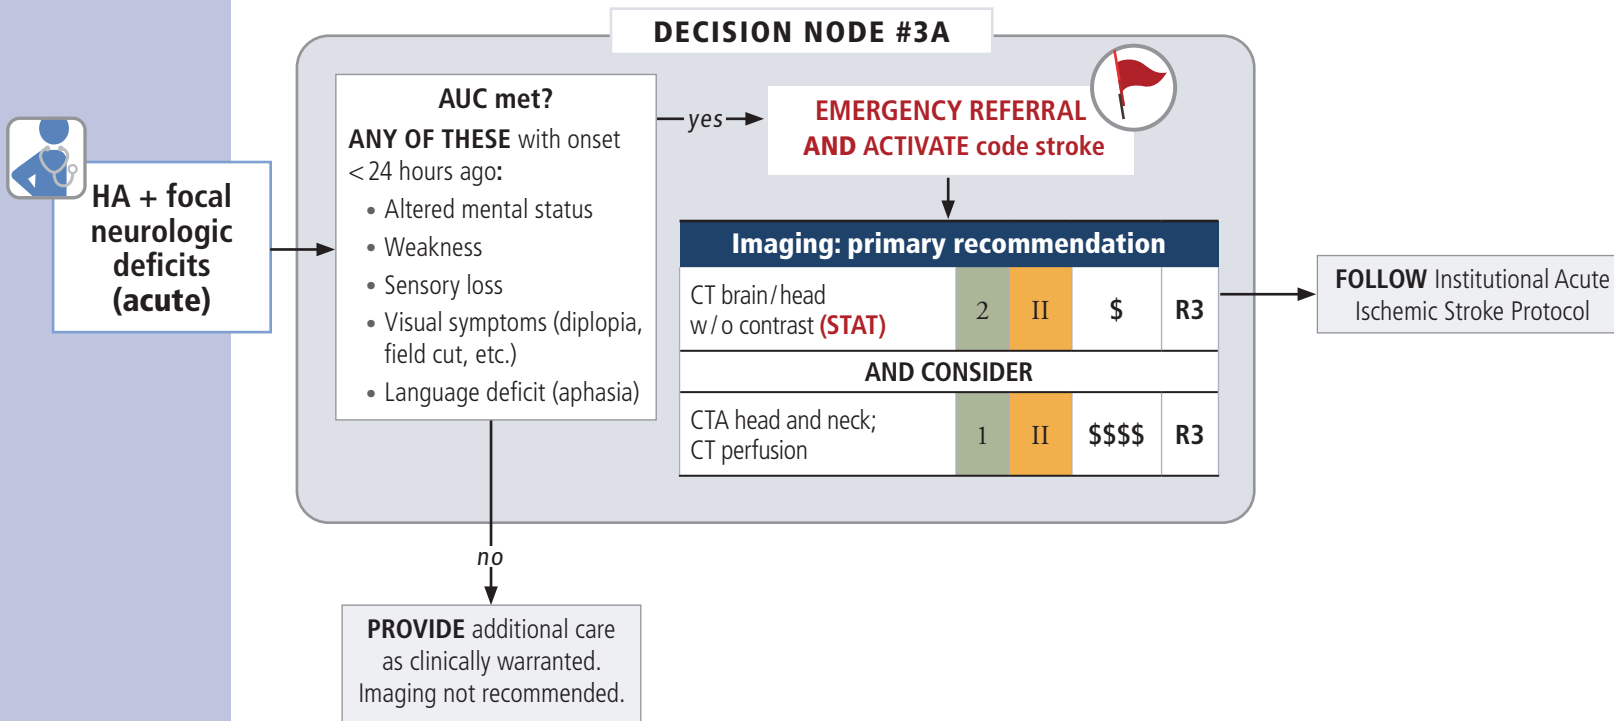 DECISION NODE #3A
HA + focal
neurologic
deficits
(acute)
AUC met?
ANY OF THESE with onset
< 24 hours ago:
• Altered mental status
• Weakness
• Sensory loss
• Visual symptoms (diplopia,
field cut, etc.)
• Language deficit (aphasia)
yes
EMERGENCY REFERRAL
AND ACTIVATE code stroke
Imaging: primary recommendation
CT brain/head
w/o contrast (STAT)
2 II $ R3
AND CONSIDER
CTA head and neck;
CT perfusion
1 II $$$$ R3
FOLLOW Institutional Acute
Ischemic Stroke Protocol
no
PROVIDE additional care
as clinically warranted.
Imaging not recommended.